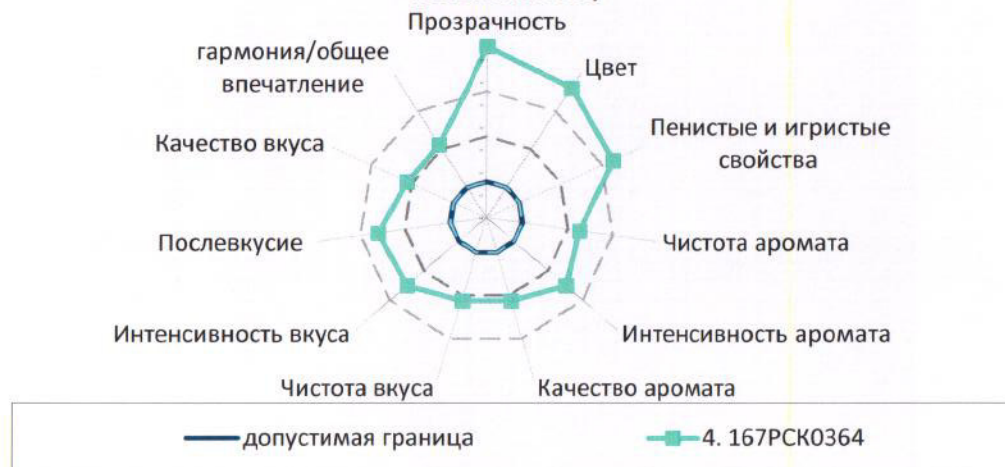 Прозрачность
гармония/общее
впечатление
Цвет
Качество вкуса
Пенистые и игристые
свойства
Послевкусие
Чистота аромата
Интенсивность вкуса
Интенсивность аромата
Чистота вкуса
Качество аромата
допустимая граница
4. 167РСК0364